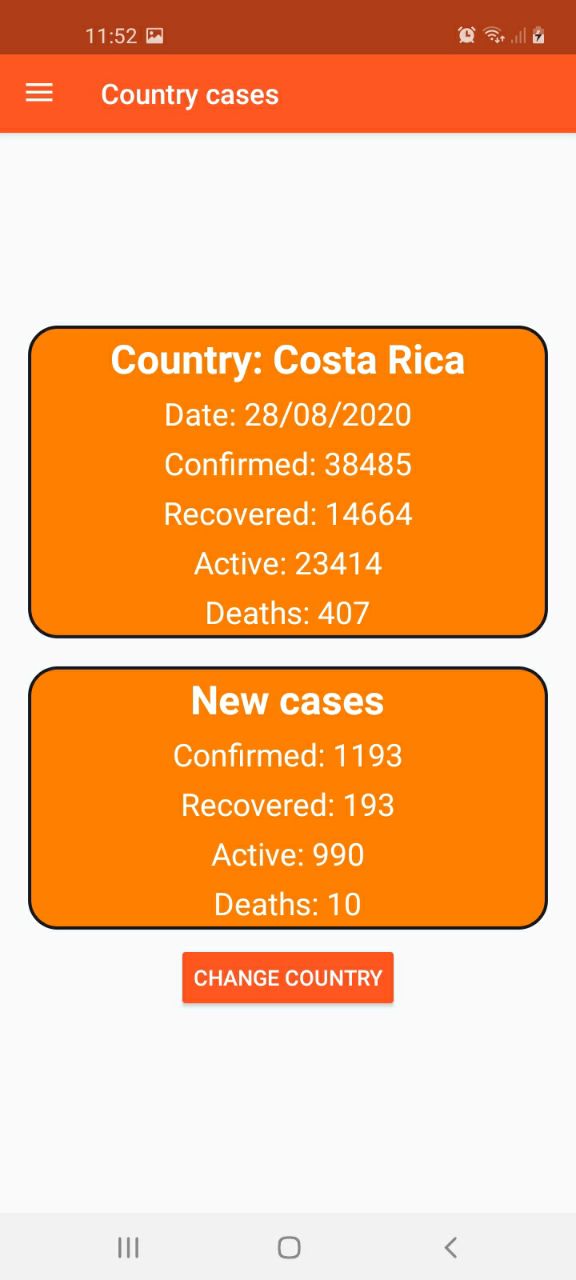 11:52
Country cases
Country: Costa Rica
Date: 28/08/2020
Confirmed: 38485
Recovered: 14664
Active: 23414
Deaths: 407
New cases
Confirmed: 1193
Recovered: 193
Active: 990
Deaths: 10
CHANGE COUNTRY